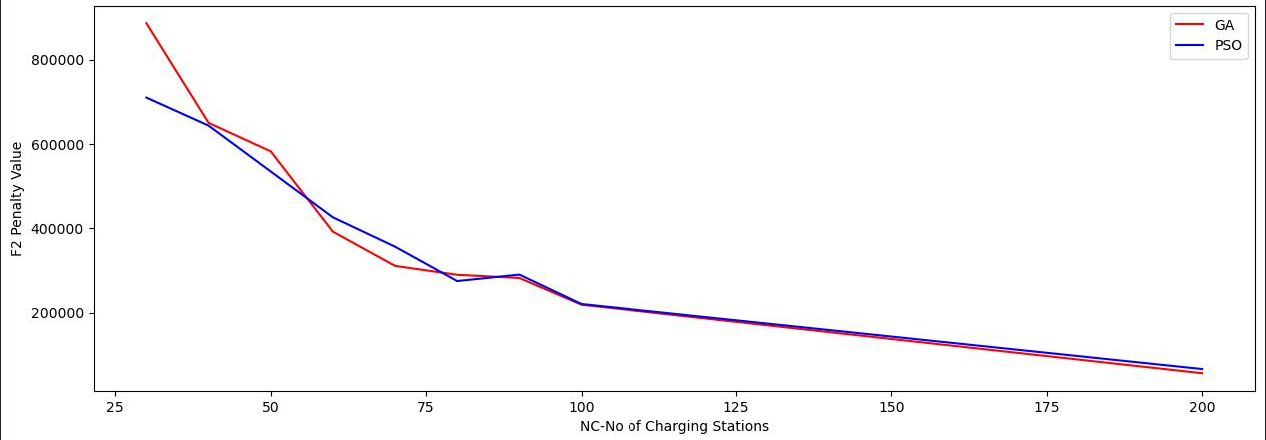 GA
PSO
800000
600000
400000
200000
F2 Penalty Value
25 50 75 100 125 150 175 200
NC-No of Charging Stations